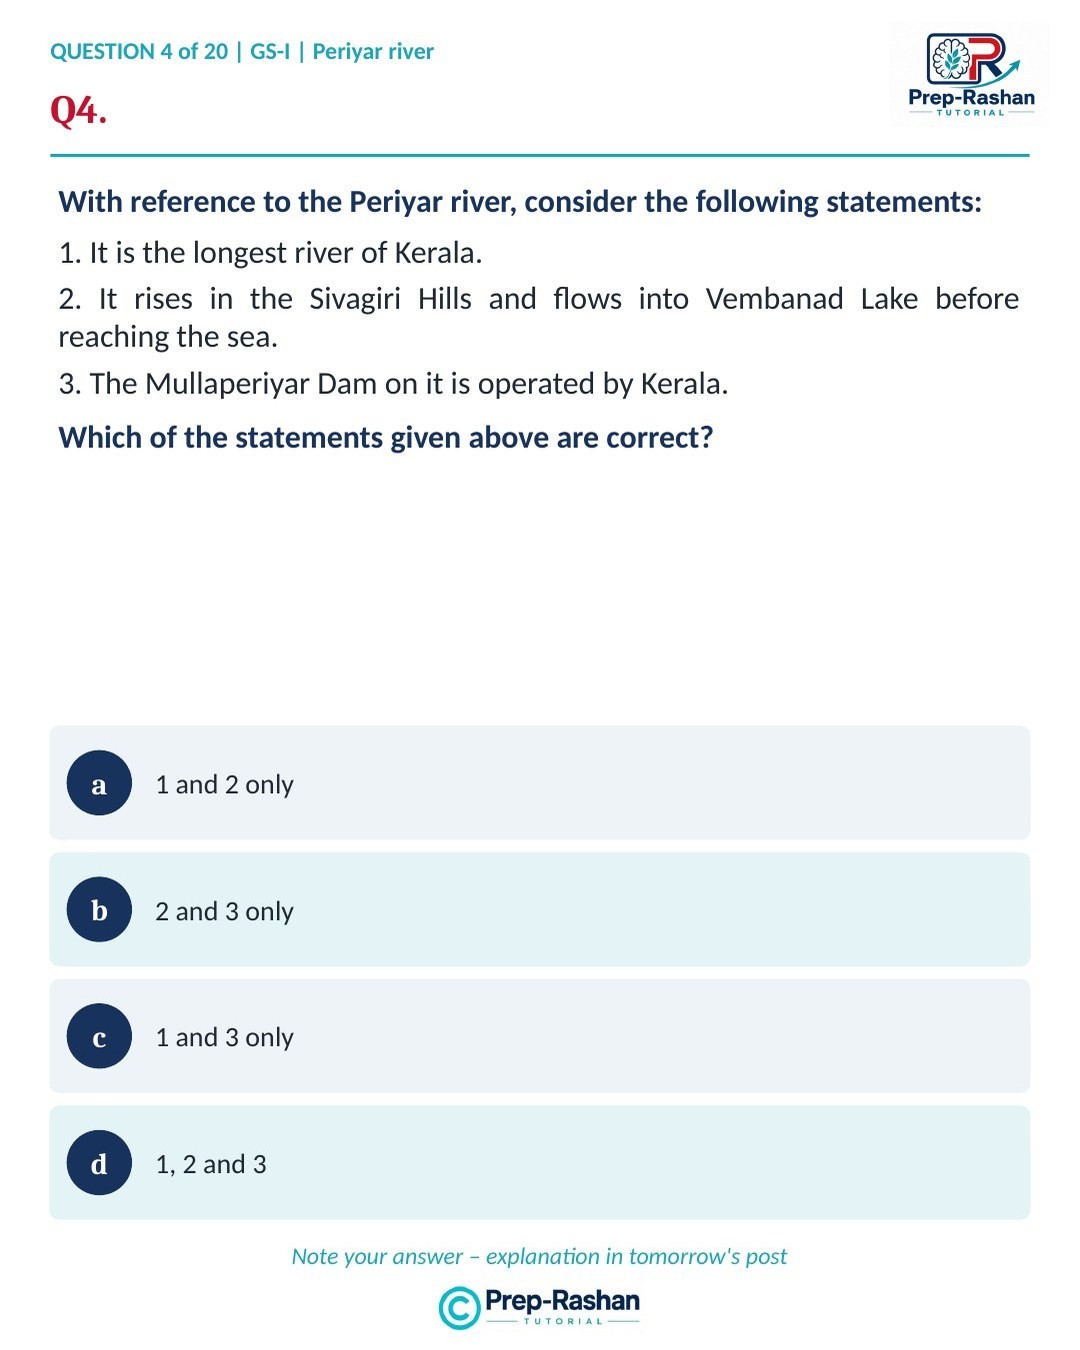 QUESTION 4 of 20 | GS-I | Periyar river
Prep-Rashan
TUTORIAL
Q4.
With reference to the Periyar river, consider the following statements:
1. It is the longest river of Kerala.
2. It rises in the Sivagiri Hills and flows into Vembanad Lake before
reaching the sea.
3. The Mullaperiyar Dam on it is operated by Kerala.
Which of the statements given above are correct?
a 1 and 2 only
b 2 and 3 only
c 1 and 3 only
d 1, 2 and 3
Note your answer – explanation in tomorrow's post
© Prep-Rashan
TUTORIAL